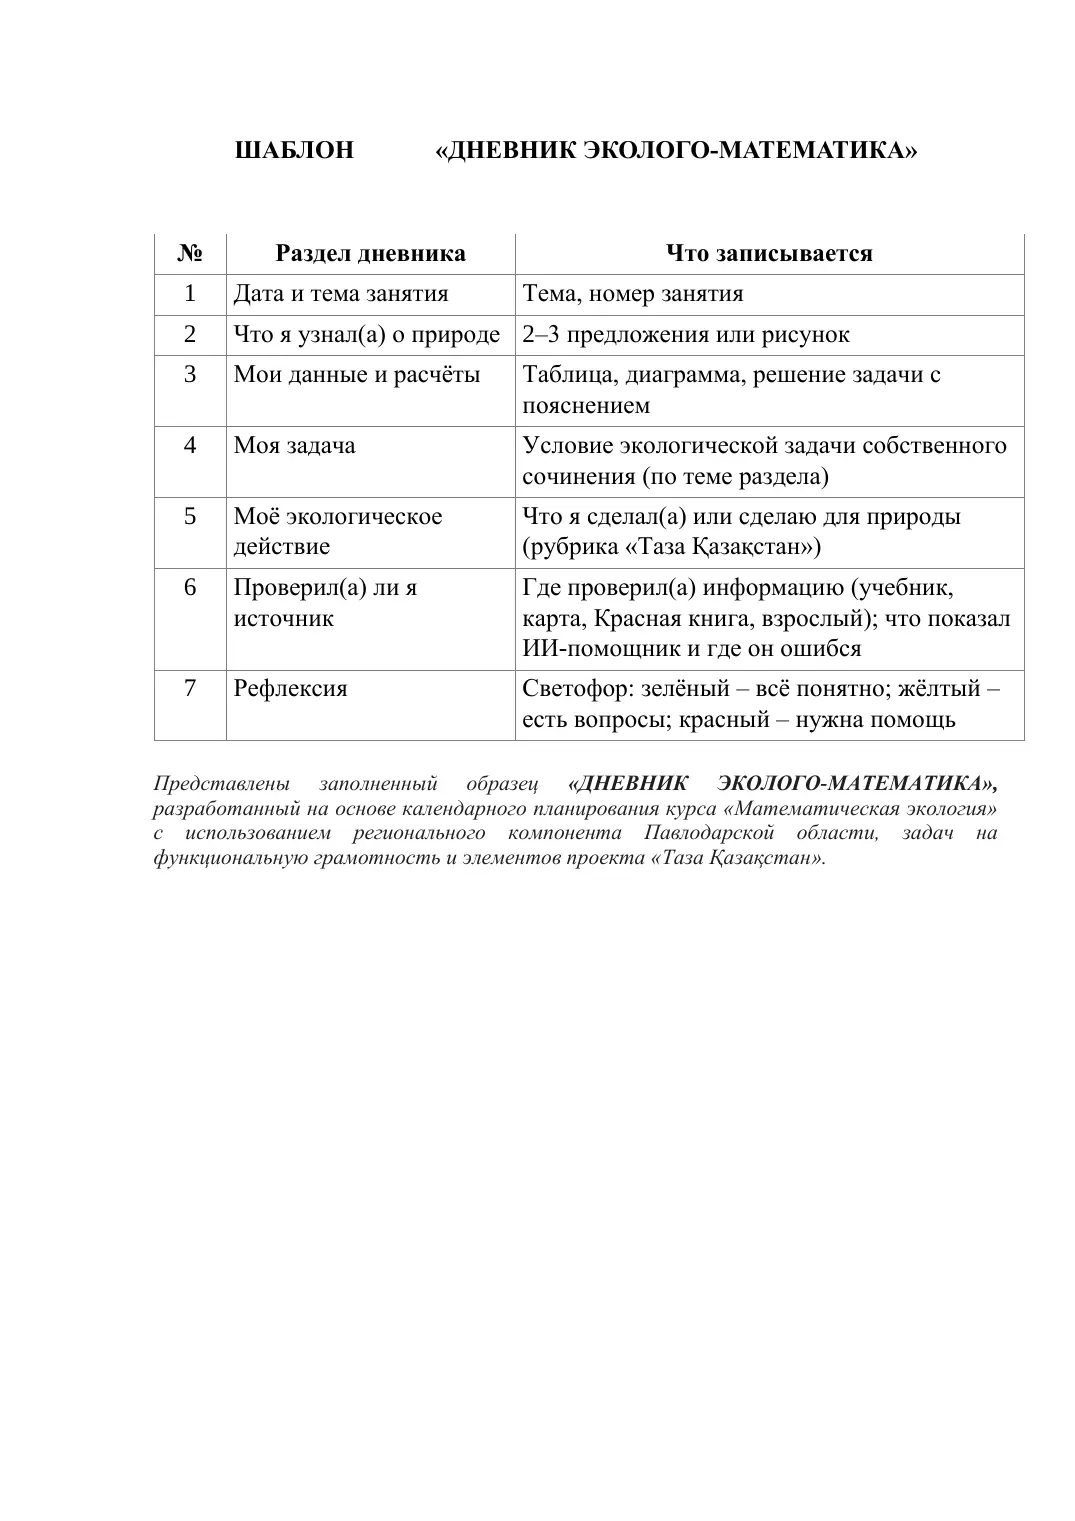 ШАБЛОН «ДНЕВНИК ЭКОЛОГО-МАТЕМАТИКА»
№ Раздел дневника Что записывается
1 Дата и тема занятия Тема, номер занятия
2 Что я узнал(а) о природе 2–3 предложения или рисунок
3 Мои данные и расчёты Таблица, диаграмма, решение задачи с
пояснением
4 Моя задача Условие экологической задачи собственного
сочинения (по теме раздела)
5 Моё экологическое Что я сделал(а) или сделаю для природы
действие (рубрика «Таза Қазақстан»)
6 Проверил(а) ли я Где проверил(а) информацию (учебник,
источник карта, Красная книга, взрослый); что показал
ИИ-помощник и где он ошибся
7 Рефлексия Светофор: зелёный – всё понятно; жёлтый –
есть вопросы; красный – нужна помощь
Представлены заполненный образец «ДНЕВНИК ЭКОЛОГО-МАТЕМАТИКА»,
разработанный на основе календарного планирования курса «Математическая экология»
с использованием регионального компонента Павлодарской области, задач на
функциональную грамотность и элементов проекта «Таза Қазақстан».